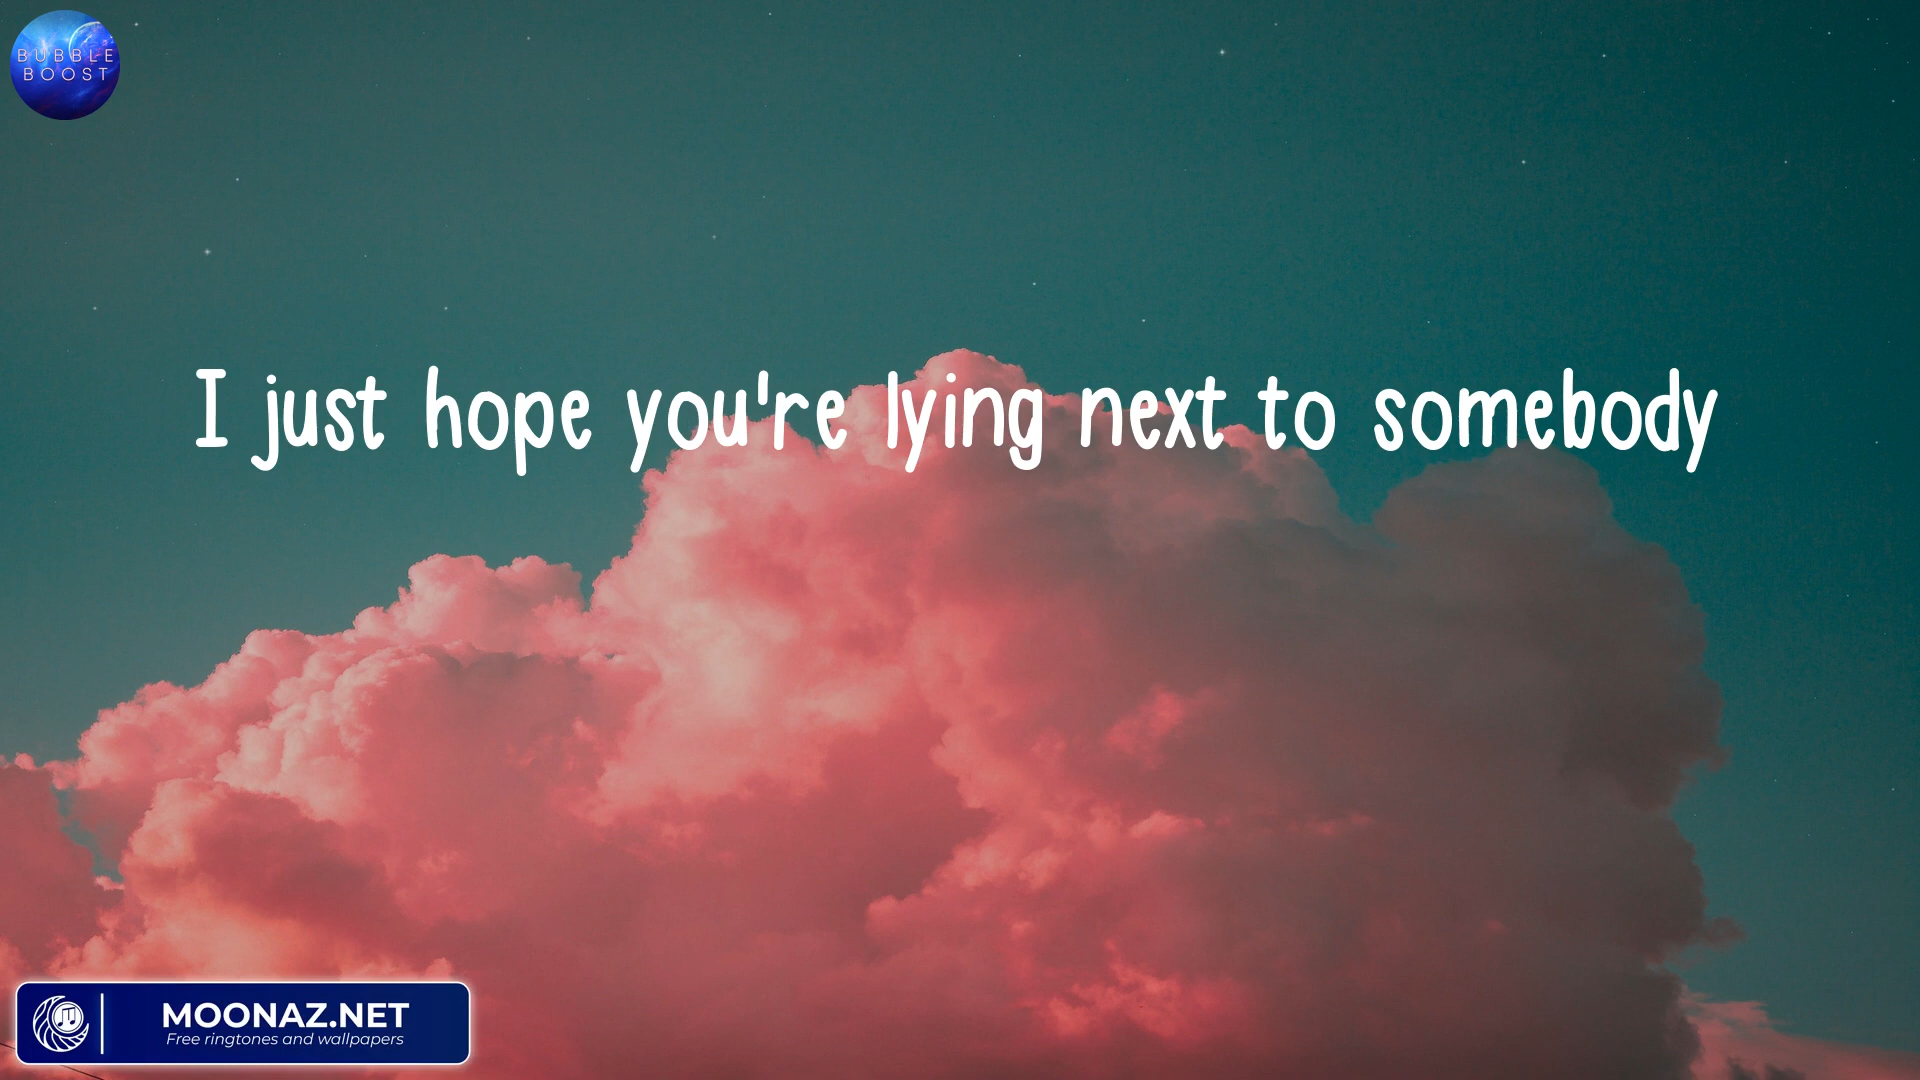 BUBBLE
BOOST
I just hope you're lying next to somebody
MOONAZ.NET
Free ringtones and wallpapers